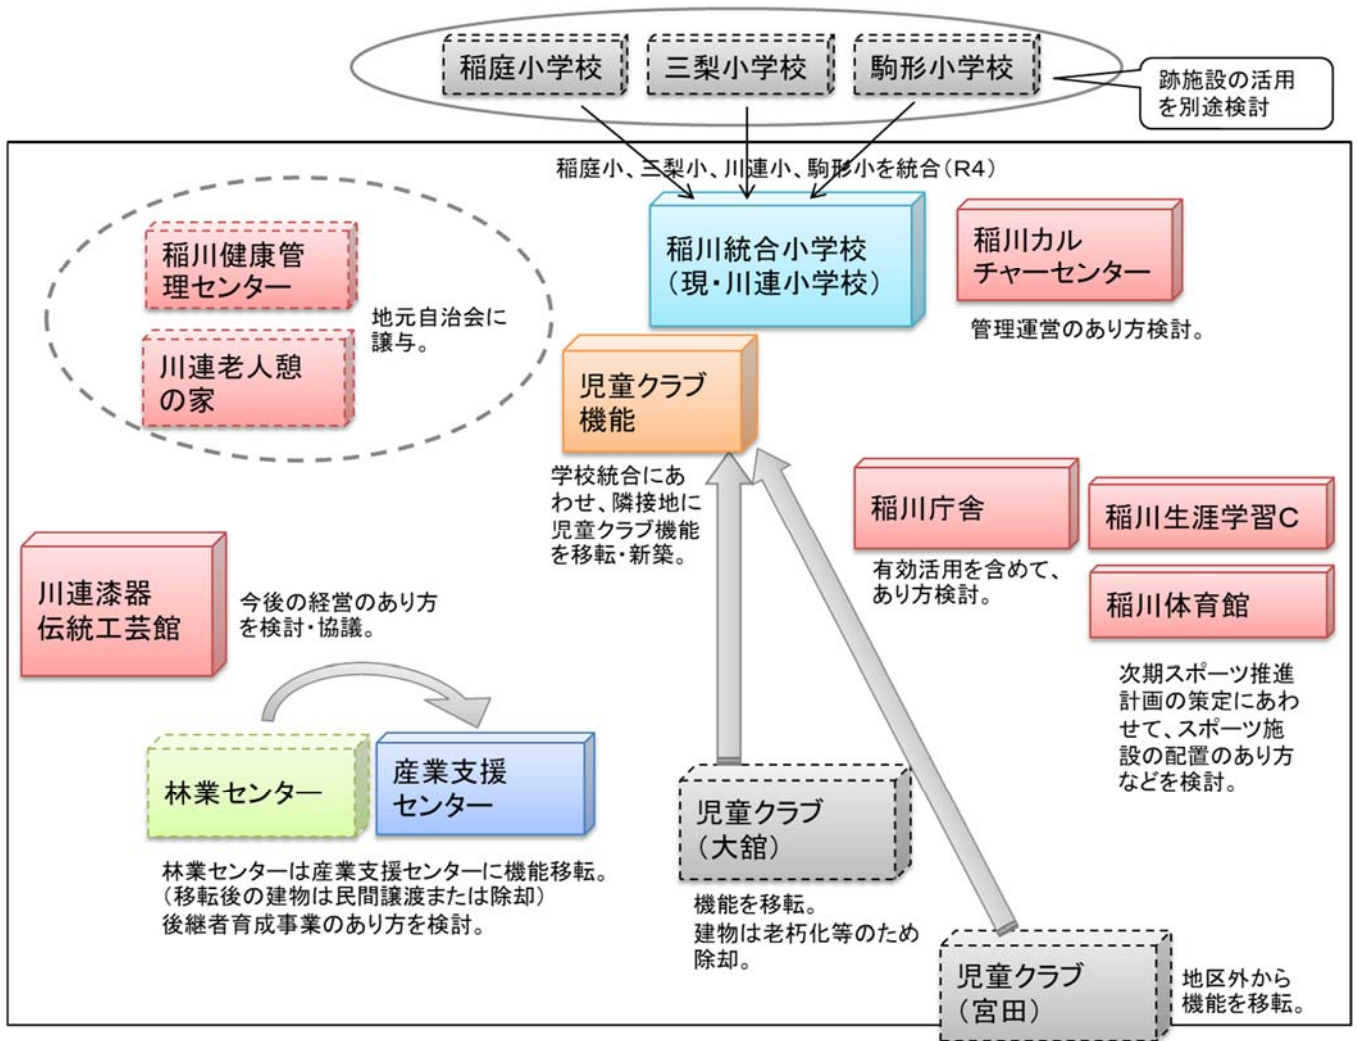 稲庭小学校
三梨小学校
駒形小学校
跡施設の活用
を別途検討
稲庭小、三梨小、川連小、駒形小を統合(R4)
稲川健康管
理センター
川連老人憩
の家
地元自治会に
譲与。
稲川統合小学校
(現・川連小学校)
稲川カル
チャーセンター
管理運営のあり方検討。
児童クラブ
機能
学校統合にあ
わせ、隣接地に
児童クラブ機能
を移転・新築。
稲川庁舎
有効活用を含めて、
あり方検討。
稲川生涯学習C
稲川体育館
次期スポーツ推進
計画の策定にあわ
せて、スポーツ施
設の配置のあり方
などを検討。
川連漆器
伝統工芸館
今後の経営のあり方
を検討・協議。
林業センター
産業支援
センター
林業センターは産業支援センターに機能移転。
(移転後の建物は民間譲渡または除却)
後継者育成事業のあり方を検討。
児童クラブ
(大舘)
機能を移転。
建物は老朽化等のため
除却。
児童クラブ
(宮田)
地区外から
機能を移転。